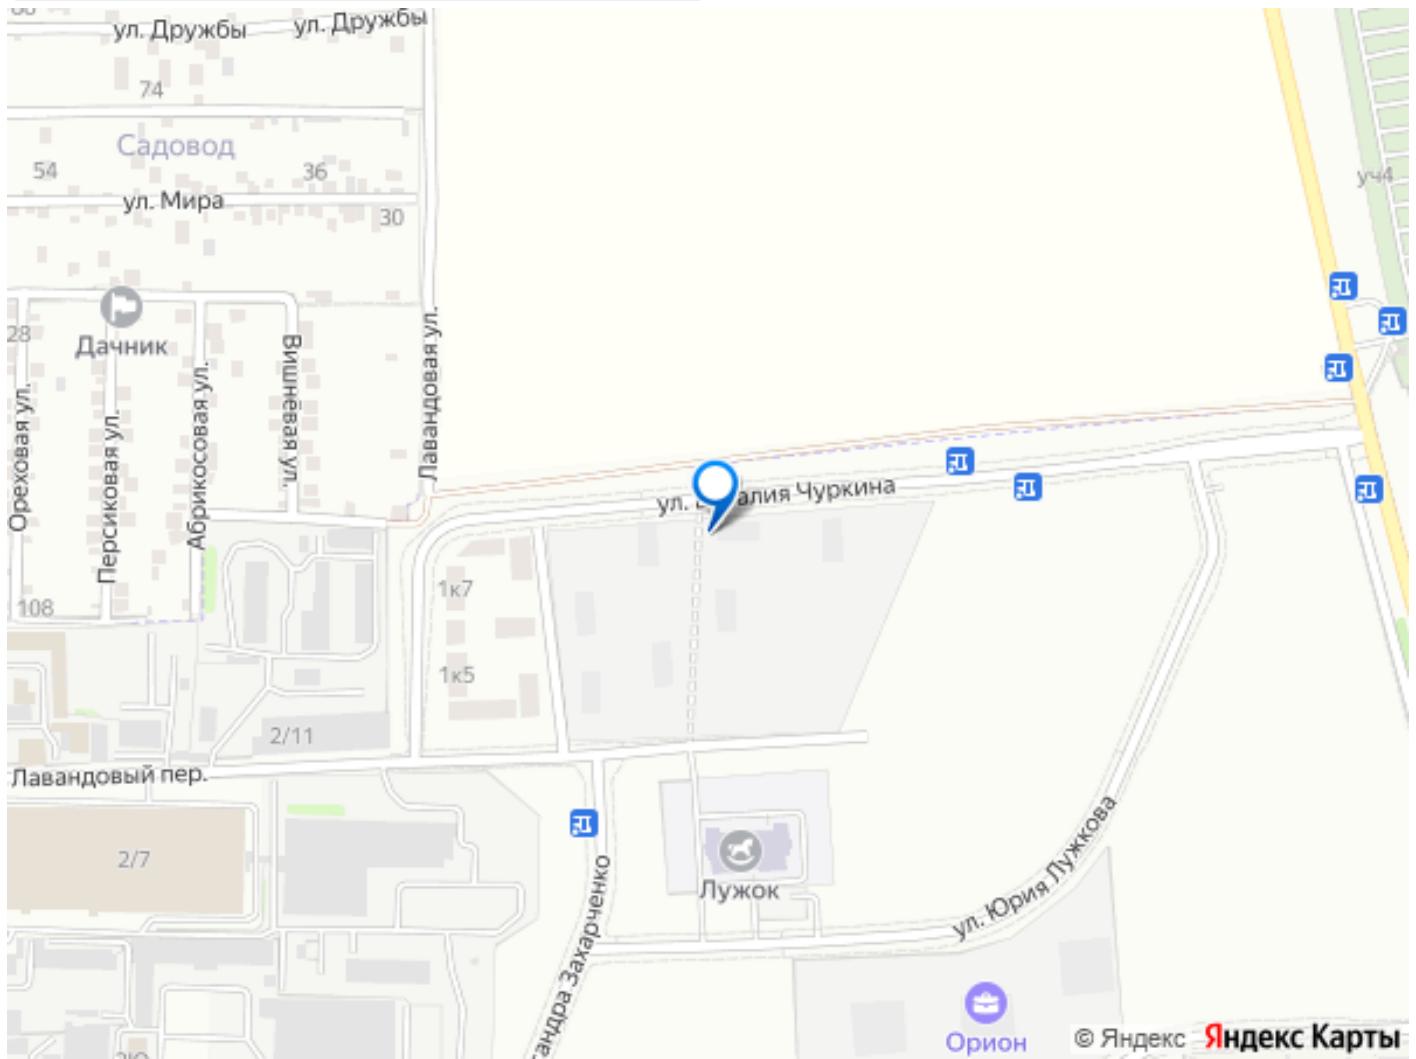 ул. Дружбы
ул. Дружбы
74
Садовод
54
36
уч4
ул. Мира
30
28
Дачник
Ореховая ул.
Персиковая ул.
Абрикосовая ул.
Вишнёвая ул.
Лавандовая ул.
ул. алия Чуркина
108
1к7
1к5
2/11
Лавандовый пер.
2/7
Лужок
андра Захарченко
ул. Юрия Лужкова
Орион
© Яндекс Яндекс Карты